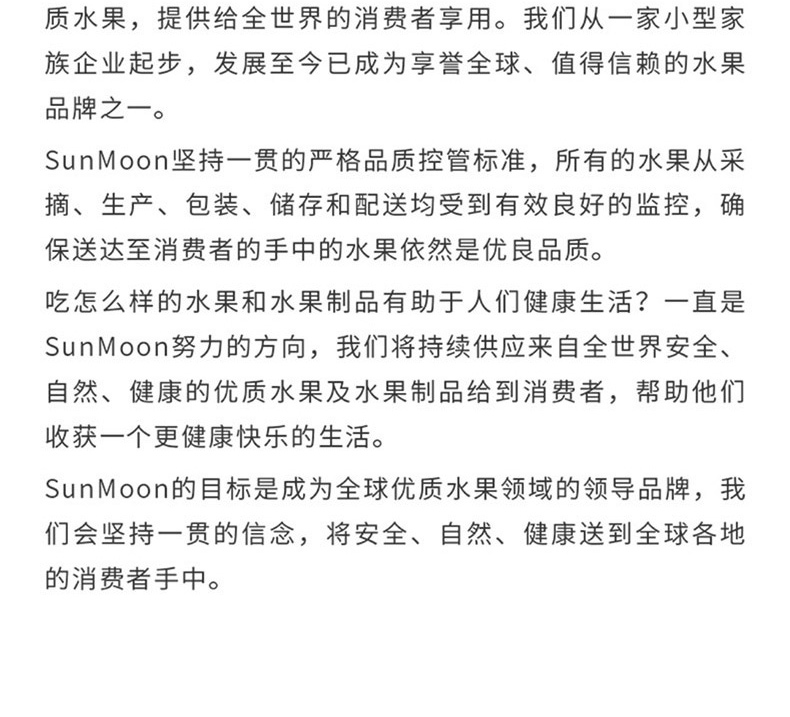 质水果，提供给全世界的消费者享用。我们从一家小型家
族企业起步，发展至今已成为享誉全球、值得信赖的水果
品牌之一。
SunMoon坚持一贯的严格品质控管标准，所有的水果从采
摘、生产、包装、储存和配送均受到有效良好的监控，确
保送达至消费者的手中的水果依然是优良品质。
吃怎么样的水果和水果制品有助于人们健康生活？一直是
SunMoon努力的方向，我们将持续供应来自全世界安全、
自然、健康的优质水果及水果制品给到消费者，帮助他们
收获一个更健康快乐的生活。
SunMoon的目标是成为全球优质水果领域的领导品牌，我
们会坚持一贯的信念，将安全、自然、健康送到全球各地
的消费者手中。